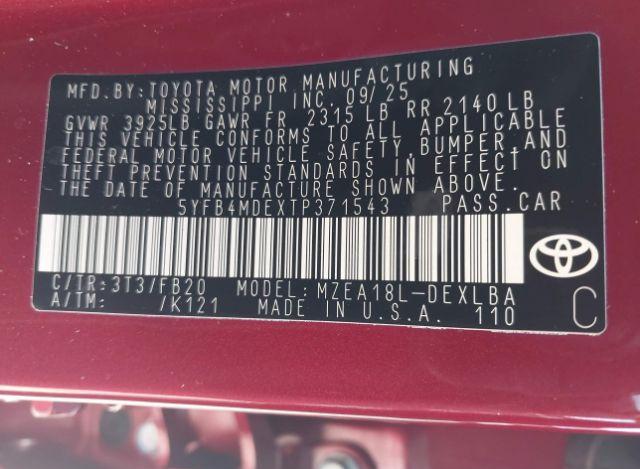 MFD.BY:TOYOTA MOTOR MANUFACTURING
MISSISSIPPI INC.09/25
GVWR 3925LB GAWR FR 2315 LB RR 2140LB
THIS VEHICLE CONFORMS TO ALL APPLICABLE
FEDERAL MOTOR VEHICLE SAFETY,BUMPER,AND
THEFT PREVENTION STANDARDS IN EFFECT ON
THE DATE OF MANUFACTURE SHOWN ABOVE.
5YFB4MDEXTP371543 PASS.CAR
C/TR:3T3/FB20 MODEL:MZEA18L-DEXLBA
A/TM: /K121 MADE IN U.S.A. 110
C